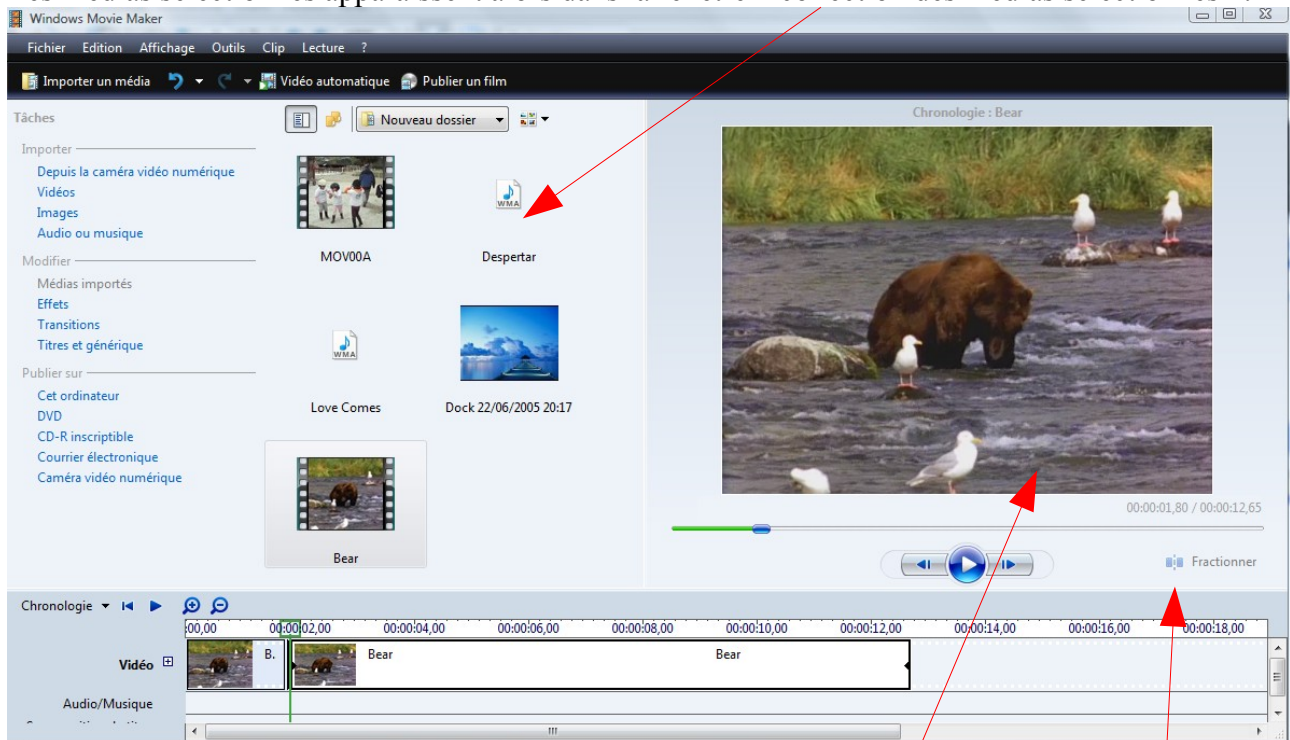 Windows Movie Maker
Fichier Edition Affichage Outils Clip Lecture ?
Importer un média Vidéo automatique Publier un film
Tâches
Importer
Depuis la caméra vidéo numérique
Vidéos
Images
Audio ou musique
Modifier
Médias importés
Effets
Transitions
Titres et générique
Publier sur
Cet ordinateur
DVD
CD-R inscriptible
Courrier électronique
Caméra vidéo numérique
Nouveau dossier
MOV00A
WMA
Despertar
WMA
Love Comes
Dock 22/06/2005 20:17
Bear
Chronologie : Bear
00:00:01,80 / 00:00:12,65
Fractionner
Chronologie
:00,00 00:00:02,00 00:00:04,00 00:00:06,00 00:00:08,00 00:00:10,00 00:00:12,00 00:00:14,00 00:00:16,00 00:00:18,00
Vidéo B. Bear Bear
Audio/Musique